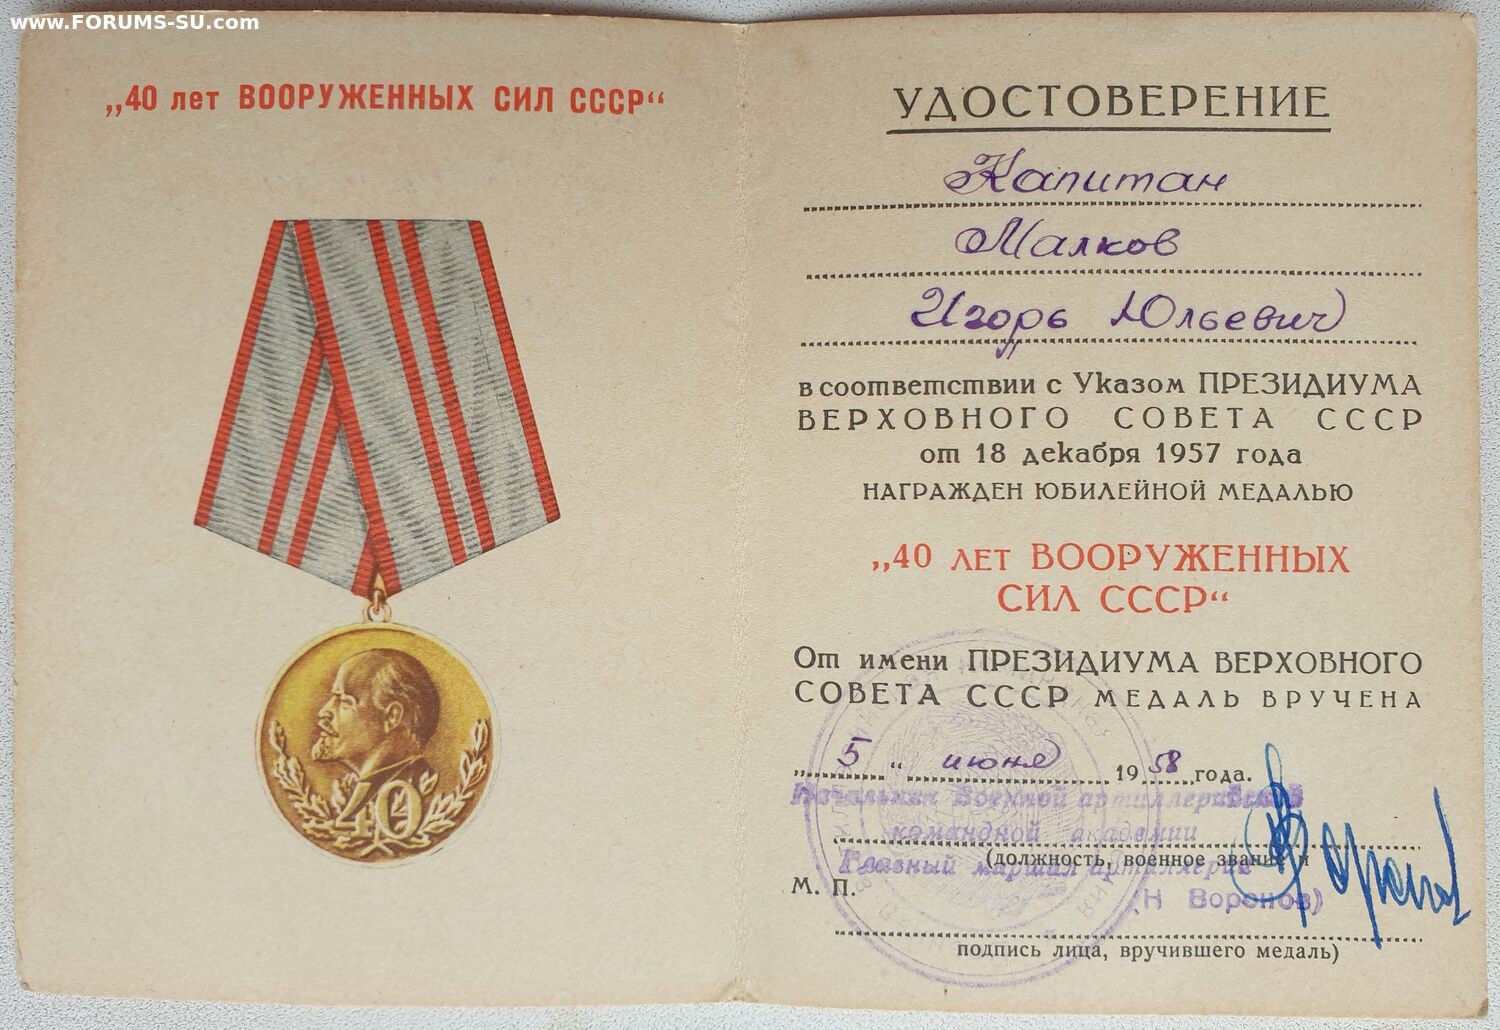 www.FORUMS-SU.com
„40 лет ВООРУЖЕННЫХ СИЛ СССР“
40
УДОСТОВЕРЕНИЕ
Капитан
Малков
Игорь Юльевич
в соответствии с Указом ПРЕЗИДИУМА
ВЕРХОВНОГО СОВЕТА СССР
от 18 декабря 1957 года
НАГРАЖДЕН ЮБИЛЕЙНОЙ МЕДАЛЬЮ
„40 ЛЕТ ВООРУЖЕННЫХ
СИЛ СССР“
От имени ПРЕЗИДИУМА ВЕРХОВНОГО
СОВЕТА СССР МЕДАЛЬ ВРУЧЕНА
„5“ июня 1958 года.
Начальник Военной артиллерийской
командной академии
(должность, военное звание и
Главный маршал артиллерии
М. П.
(Н Воронов)
подпись лица, вручившего медаль)